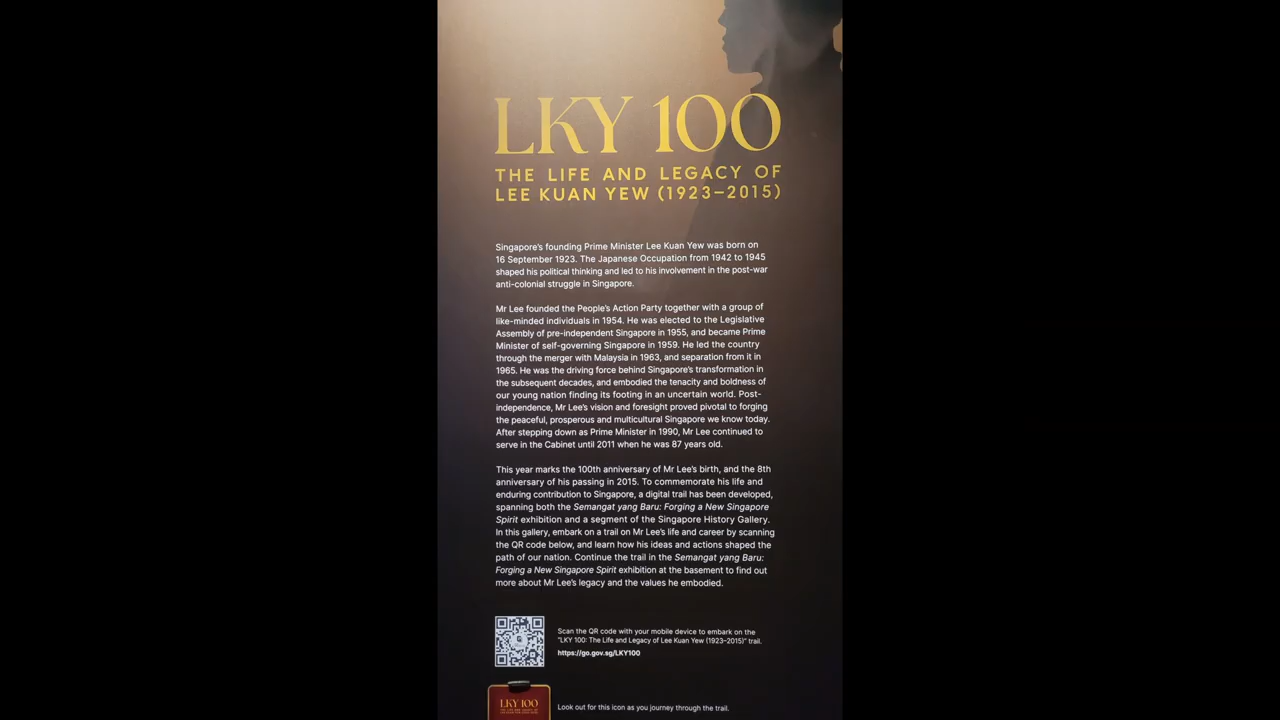 LKY 100
THE LIFE AND LEGACY OF
LEE KUAN YEW (1923–2015)
Singapore's founding Prime Minister Lee Kuan Yew was born on
16 September 1923. The Japanese Occupation from 1942 to 1945
shaped his political thinking and led to his involvement in the post-war
anti-colonial struggle in Singapore.
Mr Lee founded the People's Action Party together with a group of
like-minded individuals in 1954. He was elected to the Legislative
Assembly of pre-independent Singapore in 1955, and became Prime
Minister of self-governing Singapore in 1959. He led the country
through the merger with Malaysia in 1963, and separation from it in
1965. He was the driving force behind Singapore's transformation in
the subsequent decades, and embodied the tenacity and boldness of
our young nation finding its footing in an uncertain world. Post-
independence, Mr Lee's vision and foresight proved pivotal to forging
the peaceful, prosperous and multicultural Singapore we know today.
After stepping down as Prime Minister in 1990, Mr Lee continued to
serve in the Cabinet until 2011 when he was 87 years old.
This year marks the 100th anniversary of Mr Lee's birth, and the 8th
anniversary of his passing in 2015. To commemorate his life and
enduring contribution to Singapore, a digital trail has been developed,
spanning both the Semangat yang Baru: Forging a New Singapore
Spirit exhibition and a segment of the Singapore History Gallery.
In this gallery, embark on a trail on Mr Lee's life and career by scanning
the QR code below, and learn how his ideas and actions shaped the
path of our nation. Continue the trail in the Semangat yang Baru:
Forging a New Singapore Spirit exhibition at the basement to find out
more about Mr Lee's legacy and the values he embodied.
Scan the QR code with your mobile device to embark on the
"LKY 100: The Life and Legacy of Lee Kuan Yew (1923–2015)" trail.
https://go.gov.sg/LKY100
LKY 100
THE LIFE AND LEGACY OF
LEE KUAN YEW (1923–2015)
Look out for this icon as you journey through the trail.